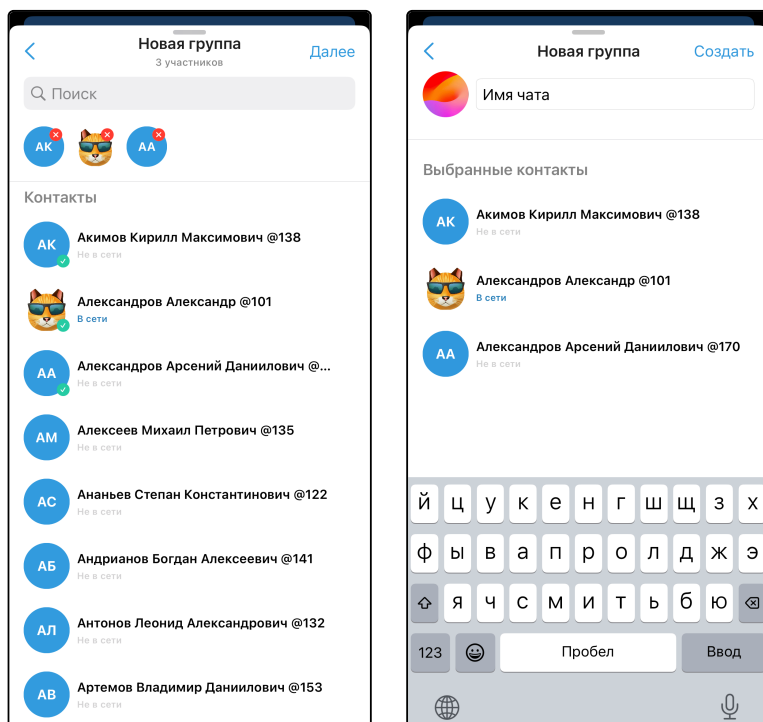 Новая группа
3 участников
Далее
Поиск
АК
АА
Контакты
АК
Акимов Кирилл Максимович @138
Не в сети
Александров Александр @101
В сети
АА
Александров Арсений Даниилович @...
Не в сети
АМ
Алексеев Михаил Петрович @135
Не в сети
АС
Ананьев Степан Константинович @122
Не в сети
АБ
Андрианов Богдан Алексеевич @141
Не в сети
АЛ
Антонов Леонид Александрович @132
Не в сети
АВ
Артемов Владимир Даниилович @153
Не в сети
Новая группа
Создать
Имя чата
Выбранные контакты
АК
Акимов Кирилл Максимович @138
Не в сети
Александров Александр @101
В сети
АА
Александров Арсений Даниилович @170
Не в сети
й ц у к е н г ш щ з х
ф ы в а п р о л д ж э
я ч с м и т ь б ю
123 Пробел Ввод